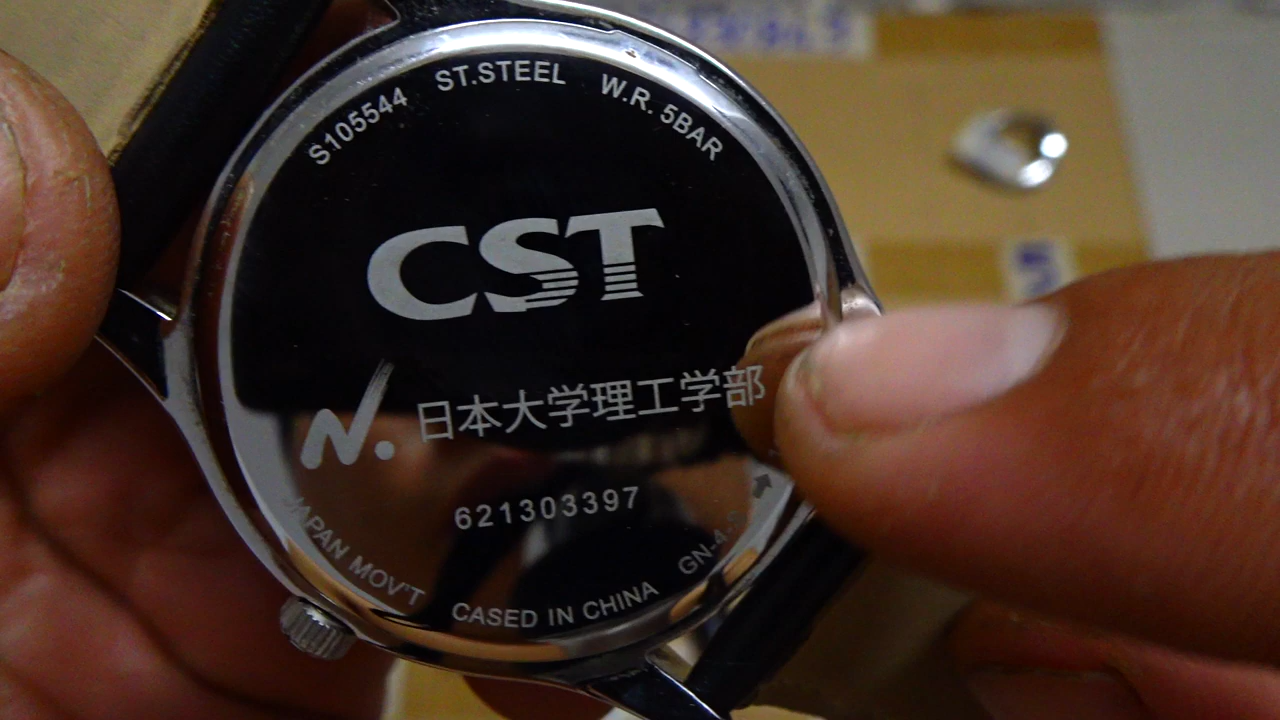 S105544 ST.STEEL W.R. 5BAR
CST
N. 日本大学理工学部
621303397
JAPAN MOV'T CASED IN CHINA